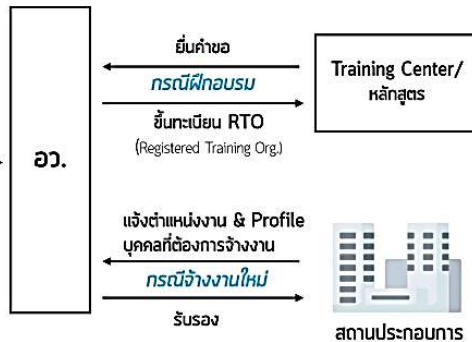 ยื่นคำขอ
กรณีฝึกอบรม
ขึ้นทะเบียน RTO
(Registered Training Org.)
Training Center/
หลักสูตร
อว.
แจ้งตำแหน่งงาน & Profile
บุคคลที่ต้องการจ้างงาน
กรณีจ้างงานใหม่
รับรอง
สถานประกอบการ